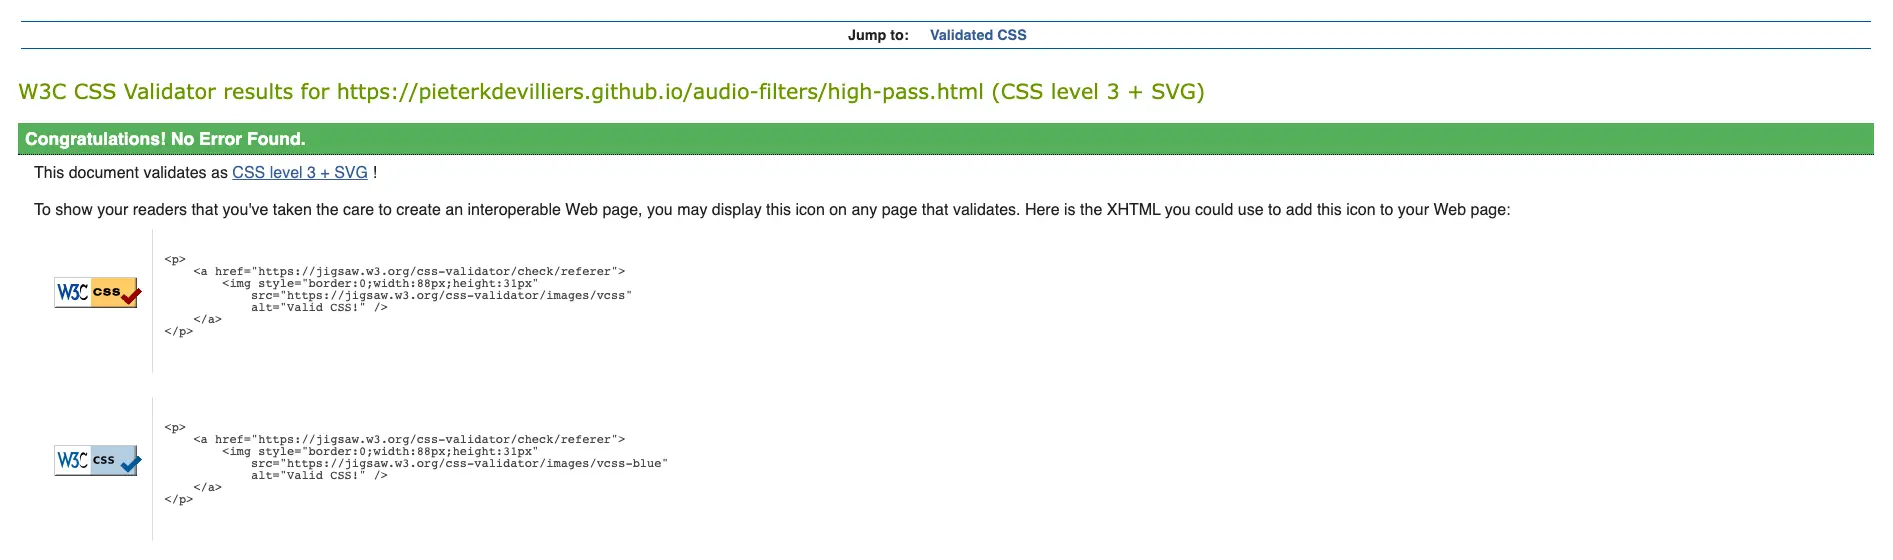 Jump to: Validated CSS
W3C CSS Validator results for https://pieterkdevilliers.github.io/audio-filters/high-pass.html (CSS level 3 + SVG)
Congratulations! No Error Found.
This document validates as CSS level 3 + SVG !
To show your readers that you've taken the care to create an interoperable Web page, you may display this icon on any page that validates. Here is the XHTML you could use to add this icon to your Web page:
W3C css
<p>
    <a href="https://jigsaw.w3.org/css-validator/check/referer">
        <img style="border:0;width:88px;height:31px"
            src="https://jigsaw.w3.org/css-validator/images/vcss"
            alt="Valid CSS!" />
    </a>
</p>
W3C css
<p>
    <a href="https://jigsaw.w3.org/css-validator/check/referer">
        <img style="border:0;width:88px;height:31px"
            src="https://jigsaw.w3.org/css-validator/images/vcss-blue"
            alt="Valid CSS!" />
    </a>
</p>